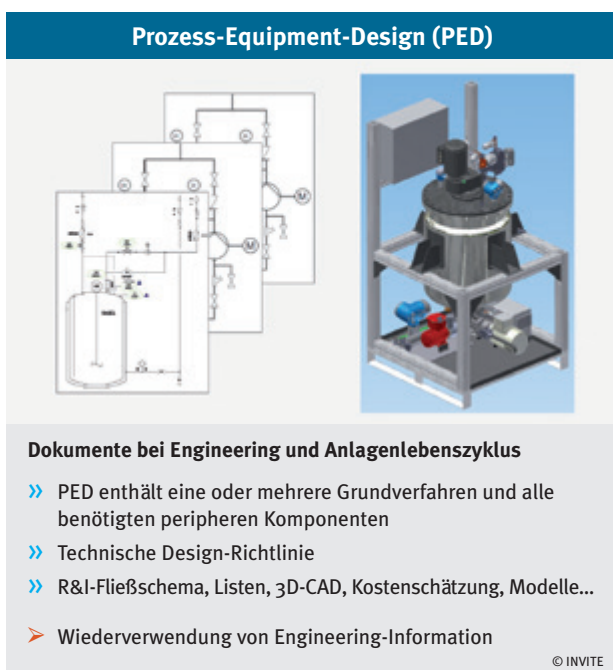 Prozess-Equipment-Design (PED)
M
M
Dokumente bei Engineering und Anlagenlebenszyklus
» PED enthält eine oder mehrere Grundverfahren und alle
benötigten peripheren Komponenten
» Technische Design-Richtlinie
» R&I-Fließschema, Listen, 3D-CAD, Kostenschätzung, Modelle...
➢ Wiederverwendung von Engineering-Information
© INVITE